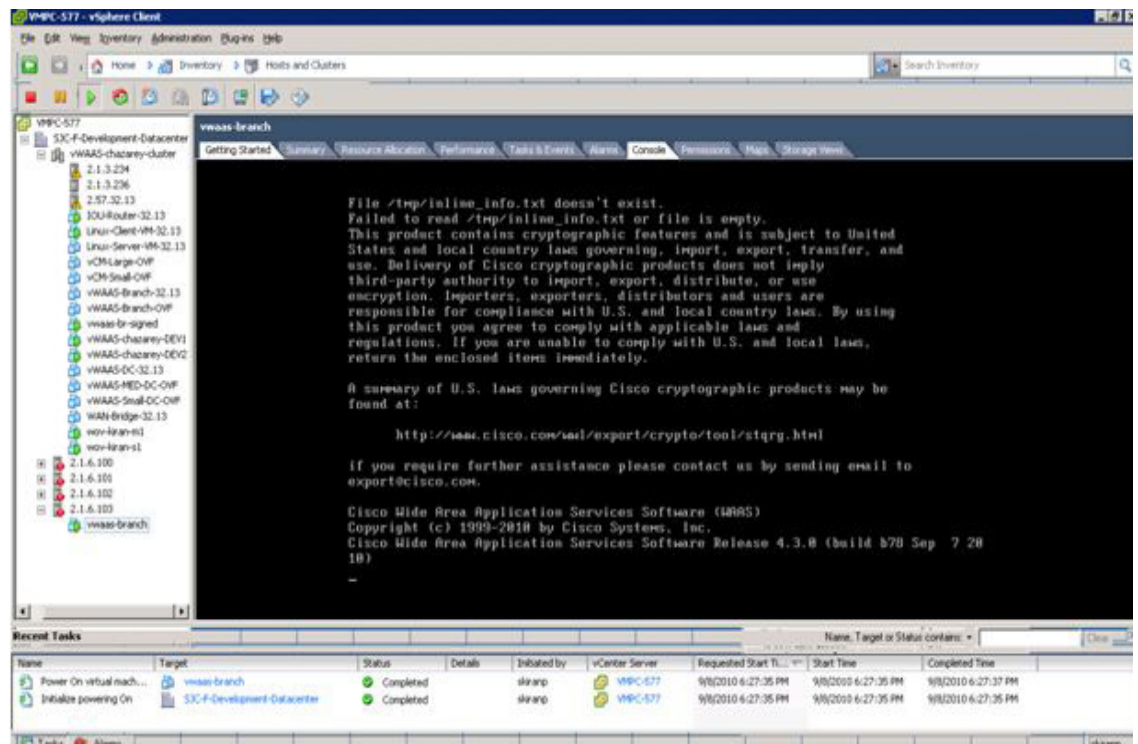 VMPC-577 - vSphere Client
File Edit View Inventory Administration Plug-ins Help
Home Inventory Hosts and Clusters
Search Inventory
VMPC-577
SJC-F-Development-Datacenter
vWAAS-chazarey-cluster
2.1.3.234
2.1.3.236
2.57.32.13
IOU-Router-32.13
Linux-Client-VM-32.13
Linux-Server-VM-32.13
vCM-Large-OVF
vCM-Small-OVF
vWAAS-Branch-32.13
vWAAS-Branch-OVF
vwaas-br-signed
vWAAS-chazarey-DEV1
vWAAS-chazarey-DEV2
vWAAS-DC-32.13
vWAAS-MED-DC-OVF
vWAAS-Small-DC-OVF
WAN-Bridge-32.13
wov-kiran-m1
wov-kiran-s1
2.1.6.100
2.1.6.101
2.1.6.102
2.1.6.103
vwaas-branch
vwaas-branch
Getting Started Summary Resource Allocation Performance Tasks & Events Alarms Console Permissions Maps Storage Views
File /tmp/inline_info.txt doesn't exist.
Failed to read /tmp/inline_info.txt or file is empty.
This product contains cryptographic features and is subject to United
States and local country laws governing, import, export, transfer, and
use. Delivery of Cisco cryptographic products does not imply
third-party authority to import, export, distribute, or use
encryption. Importers, exporters, distributors and users are
responsible for compliance with U.S. and local country laws. By using
this product you agree to comply with applicable laws and
regulations. If you are unable to comply with U.S. and local laws,
return the enclosed items immediately.
A summary of U.S. laws governing Cisco cryptographic products may be
found at:
http://www.cisco.com/wwl/export/crypto/tool/stqrg.html
if you require further assistance please contact us by sending email to
export@cisco.com.
Cisco Wide Area Application Services Software (WAAS)
Copyright (c) 1999-2010 by Cisco Systems, Inc.
Cisco Wide Area Application Services Software Release 4.3.0 (build b78 Sep 7 20
10)
Recent Tasks
Name, Target or Status contains: Clear
Name Target Status Details Initiated by vCenter Server Requested Start Ti... Start Time Completed Time
Power On virtual mach... vwaas-branch Completed skiranp VMPC-577 9/8/2010 6:27:35 PM 9/8/2010 6:27:35 PM 9/8/2010 6:27:37 PM
Initialize powering On SJC-F-Development-Datacenter Completed skiranp VMPC-577 9/8/2010 6:27:35 PM 9/8/2010 6:27:35 PM 9/8/2010 6:27:35 PM
Tasks Alarms